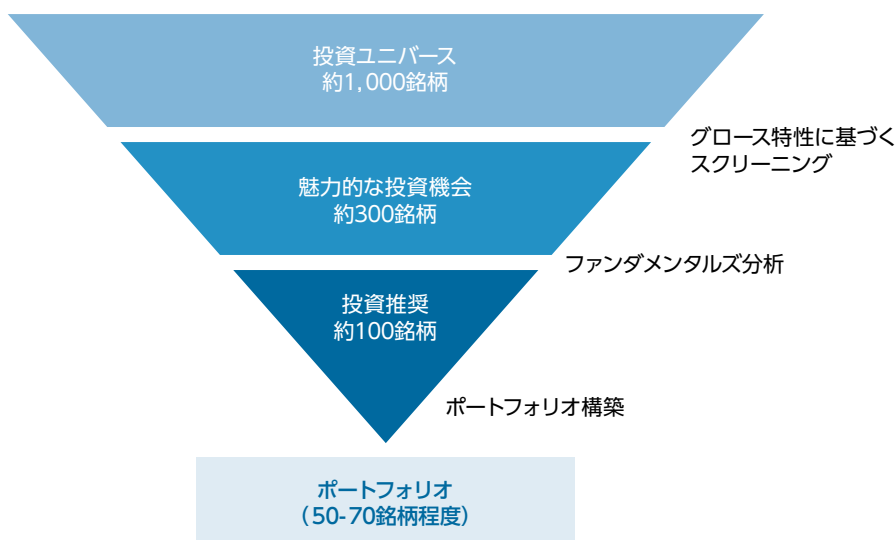 投資ユニバース
約1,000銘柄
グロース特性に基づく
スクリーニング
魅力的な投資機会
約300銘柄
ファンダメンタルズ分析
投資推奨
約100銘柄
ポートフォリオ構築
ポートフォリオ
（50-70銘柄程度）